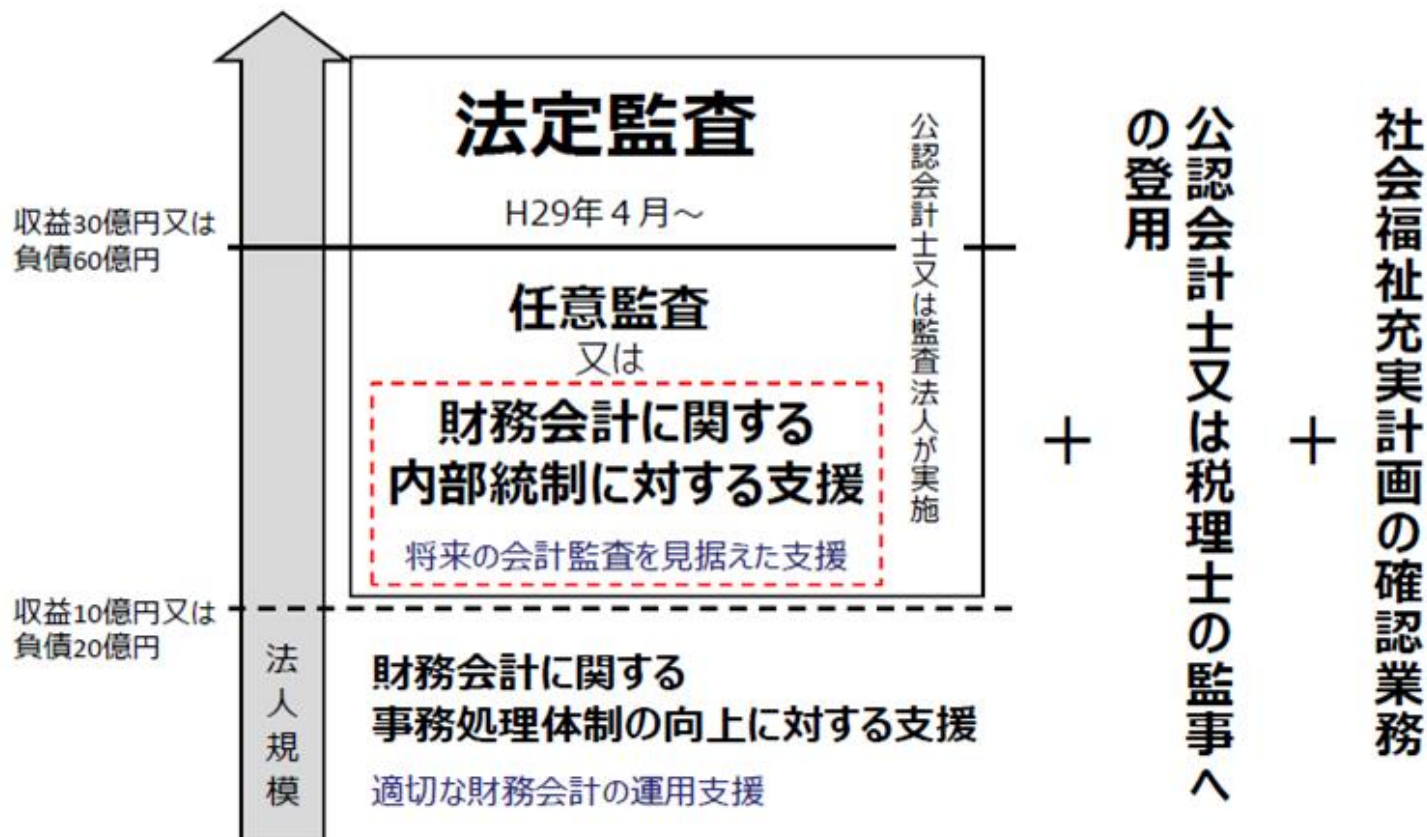 法定監査
H29年４月～
収益30億円又は
負債60億円
任意監査
又は
財務会計に関する
内部統制に対する支援
将来の会計監査を見据えた支援
公認会計士又は監査法人が実施
収益10億円又は
負債20億円
法人規模
財務会計に関する
事務処理体制の向上に対する支援
適切な財務会計の運用支援
＋
公認会計士又は税理士の監事へ
の登用
＋
社会福祉充実計画の確認業務